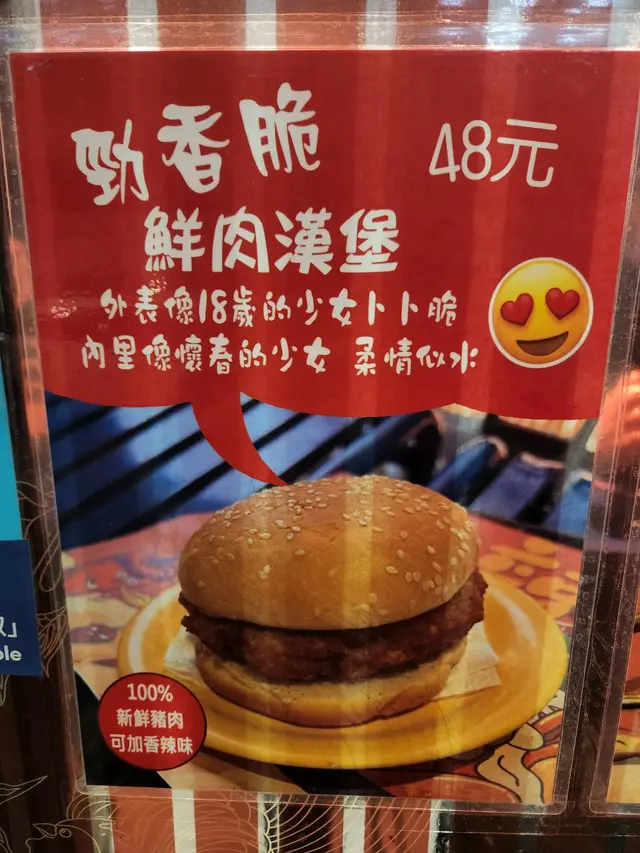 勁香脆
48元
鮮肉漢堡
外表像18歲的少女卜卜脆
內里像懷春的少女 柔情似水
100%
新鮮豬肉
可加香辣味
」
ple